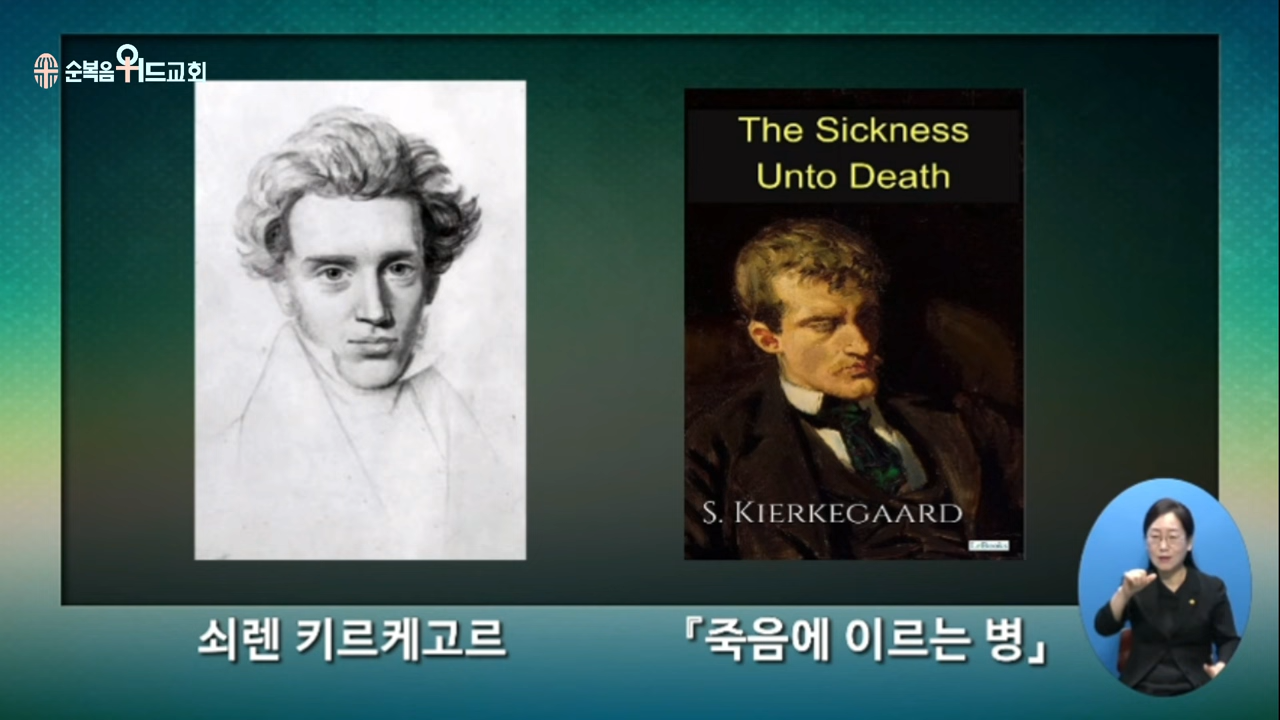 순복음위드교회
The Sickness
Unto Death
S. KIERKEGAARD
쇠렌 키르케고르
『죽음에 이르는 병』